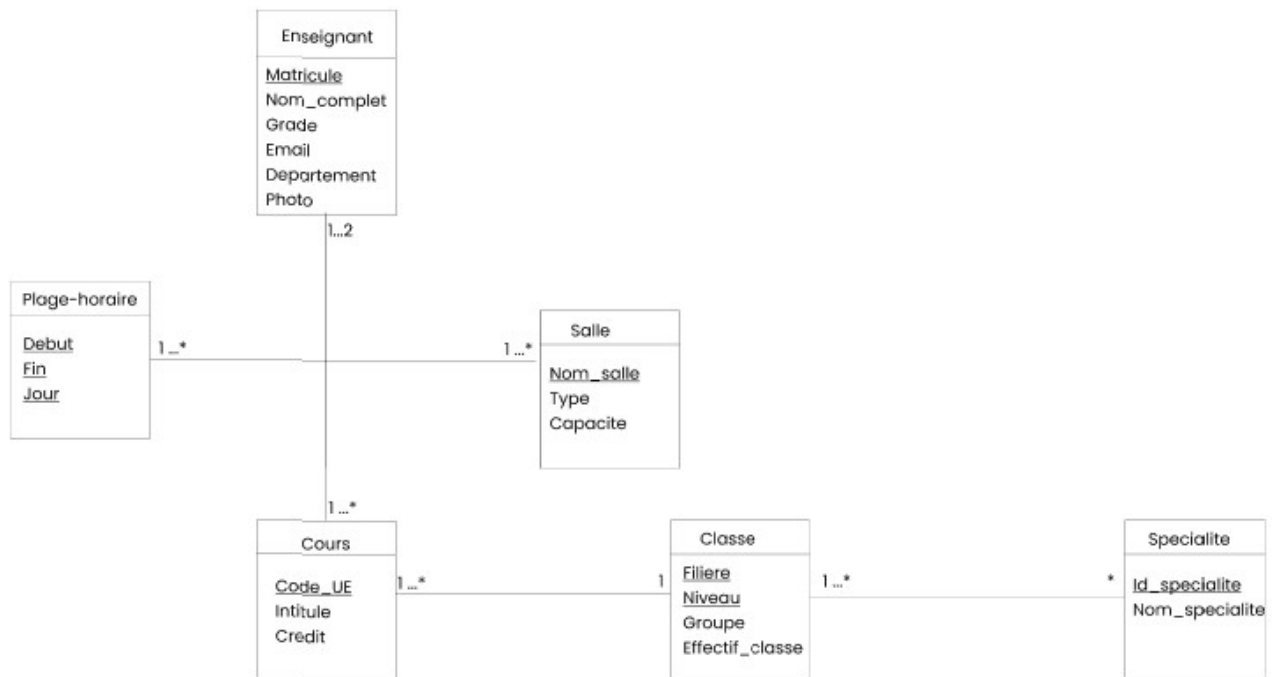 Enseignant
Matricule
Nom_complet
Grade
Email
Departement
Photo
1...2
Plage-horaire
Debut
Fin
Jour
1 ...*
1 ...*
Salle
Nom_salle
Type
Capacite
1 ...*
Cours
Code_UE
Intitule
Credit
1 ...*
1
Classe
Filiere
Niveau
Groupe
Effectif_classe
1 ...*
*
Specialite
Id_specialite
Nom_specialite